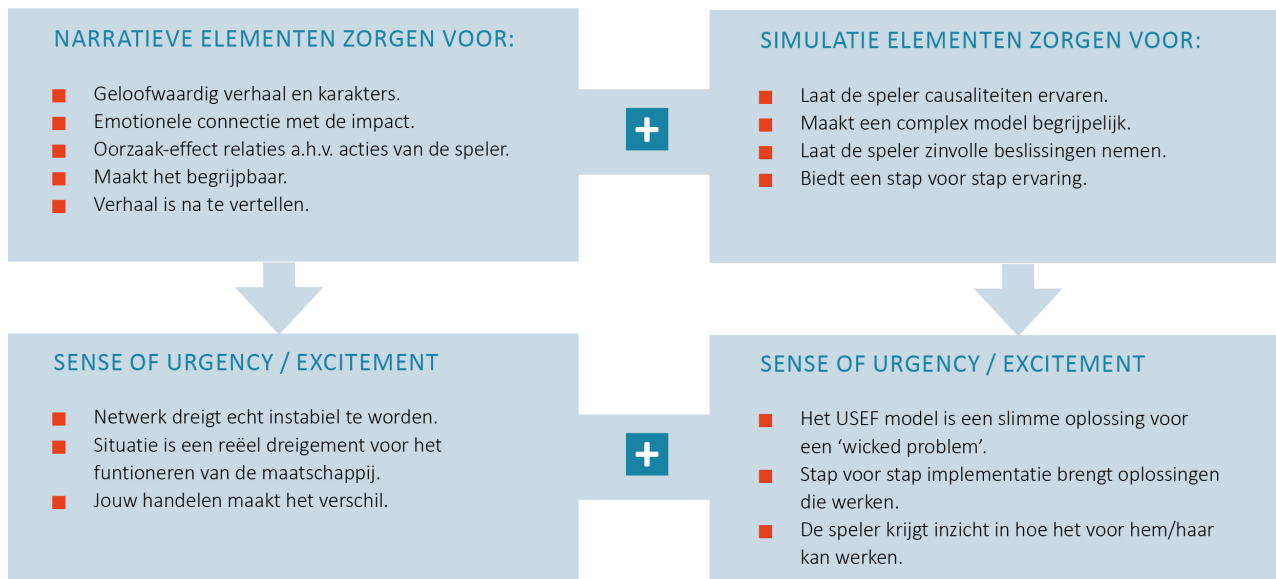 NARRATIEVE ELEMENTEN ZORGEN VOOR:
Geloofwaardig verhaal en karakters.
Emotionele connectie met de impact.
Oorzaak-effect relaties a.h.v. acties van de speler.
Maakt het begrijpbaar.
Verhaal is na te vertellen.
+
SIMULATIE ELEMENTEN ZORGEN VOOR:
Laat de speler causaliteiten ervaren.
Maakt een complex model begrijpelijk.
Laat de speler zinvolle beslissingen nemen.
Biedt een stap voor stap ervaring.
SENSE OF URGENCY / EXCITEMENT
Netwerk dreigt echt instabiel te worden.
Situatie is een reëel dreigement voor het
funtioneren van de maatschappij.
Jouw handelen maakt het verschil.
+
SENSE OF URGENCY / EXCITEMENT
Het USEF model is een slimme oplossing voor
een ‘wicked problem’.
Stap voor stap implementatie brengt oplossingen
die werken.
De speler krijgt inzicht in hoe het voor hem/haar
kan werken.